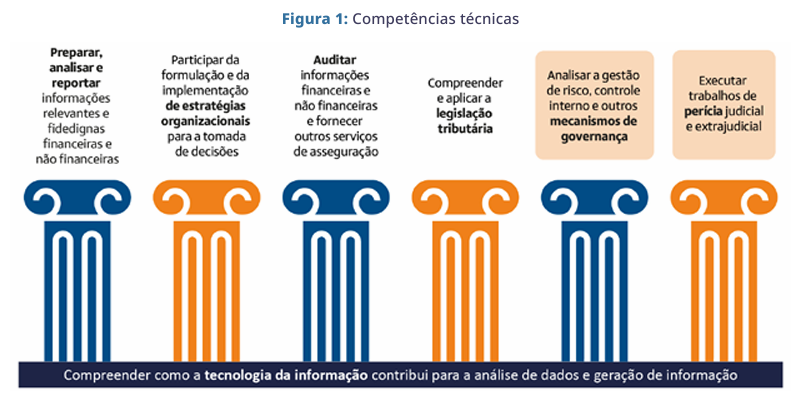 Figura 1: Competências técnicas
Preparar,
analisar e
reportar
informações
relevantes e
fidedignas
financeiras e
não financeiras
Participar da
formulação e da
implementação
de estratégias
organizacionais
para a tomada
de decisões
Auditar
informações
financeiras e
não financeiras
e fornecer
outros serviços
de asseguração
Compreender
e aplicar a
legislação
tributária
Analisar a gestão
de risco, controle
interno e outros
mecanismos de
governança
Executar
trabalhos de
perícia judicial
e extrajudicial
Compreender como a tecnologia da informação contribui para a análise de dados e geração de informação